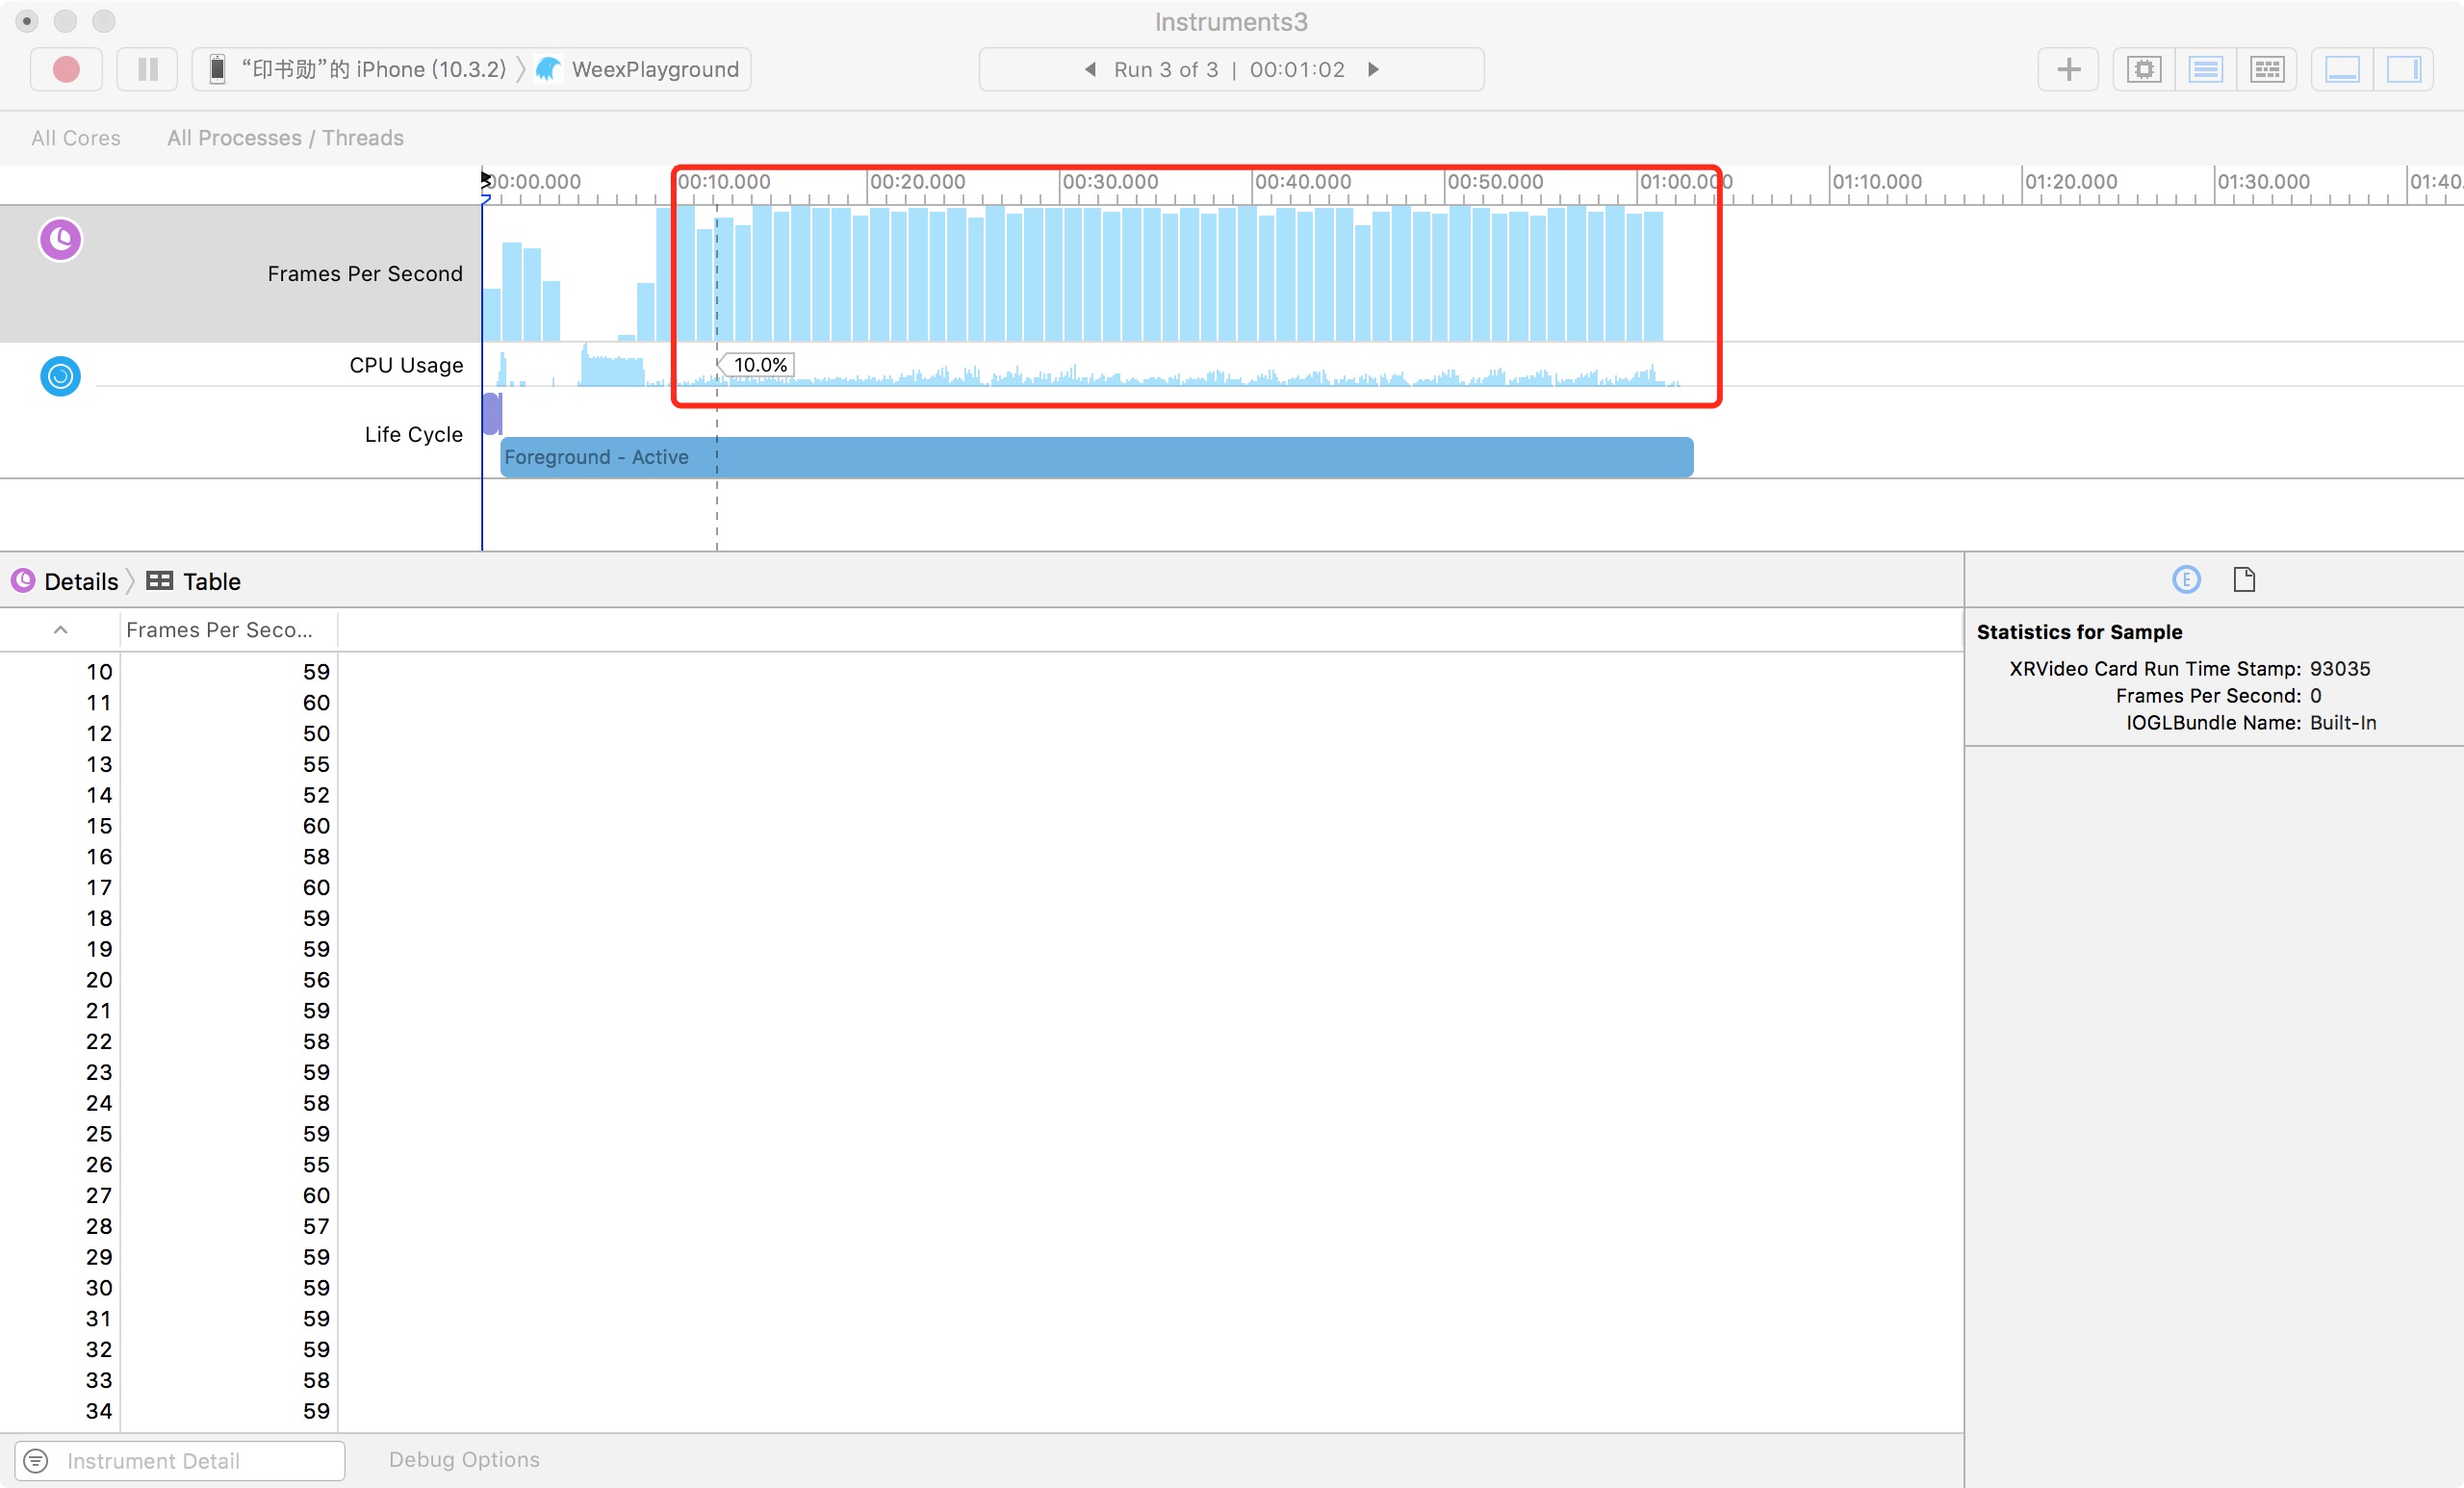 Instruments3
“印书勋”的 iPhone (10.3.2) WeexPlayground Run 3 of 3 | 00:01:02
All Cores All Processes / Threads
00:00.000 00:10.000 00:20.000 00:30.000 00:40.000 00:50.000 01:00.000 01:10.000 01:20.000 01:30.000 01:40.
Frames Per Second
CPU Usage 10.0%
Life Cycle
Foreground - Active
Details Table
E
Frames Per Seco...
Statistics for Sample
XRVideo Card Run Time Stamp: 93035
Frames Per Second: 0
IOGLBundle Name: Built-In
10 59
11 60
12 50
13 55
14 52
15 60
16 58
17 60
18 59
19 59
20 56
21 59
22 58
23 59
24 58
25 59
26 55
27 60
28 57
29 59
30 59
31 59
32 59
33 58
34 59
Instrument Detail Debug Options